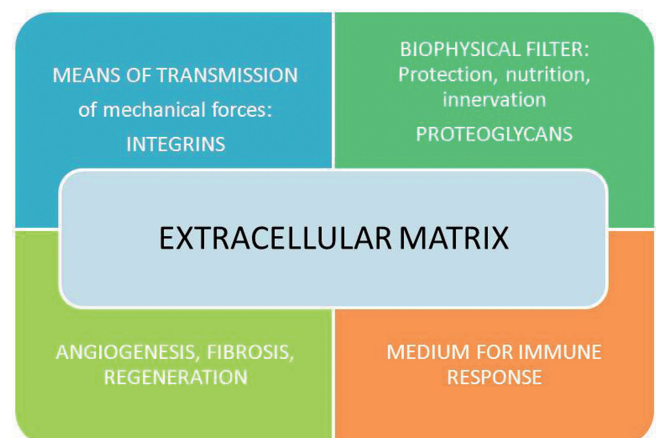 MEANS OF TRANSMISSION
of mechanical forces:
INTEGRINS
BIOPHYSICAL FILTER:
Protection, nutrition,
innervation
PROTEOGLYCANS
EXTRACELLULAR MATRIX
ANGIOGENESIS, FIBROSIS,
REGENERATION
MEDIUM FOR IMMUNE
RESPONSE